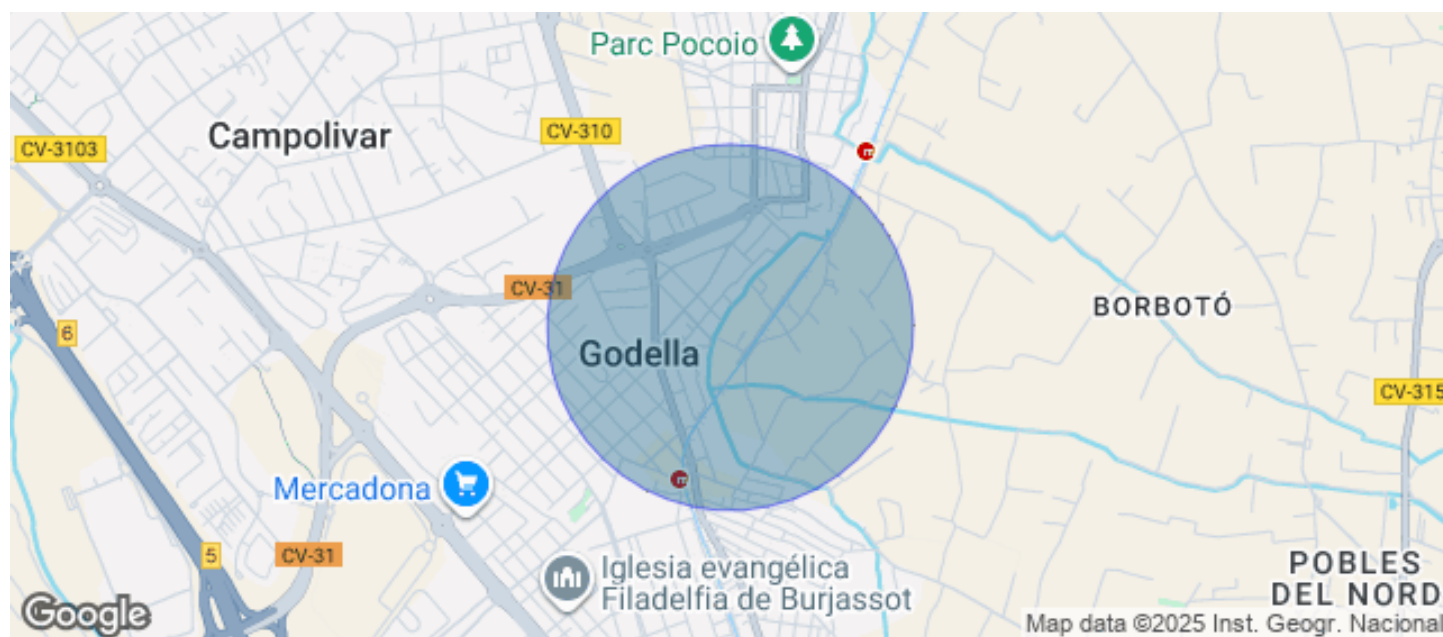 Parc Pocoio
CV-310
Campolivar
CV-3103
CV-31
BORBOTÓ
6
Godella
CV-315
Mercadona
5
CV-31
Iglesia evangélica
Filadelfia de Burjassot
POBLES
DEL NORD
Google
Map data ©2025 Inst. Geogr. Nacional